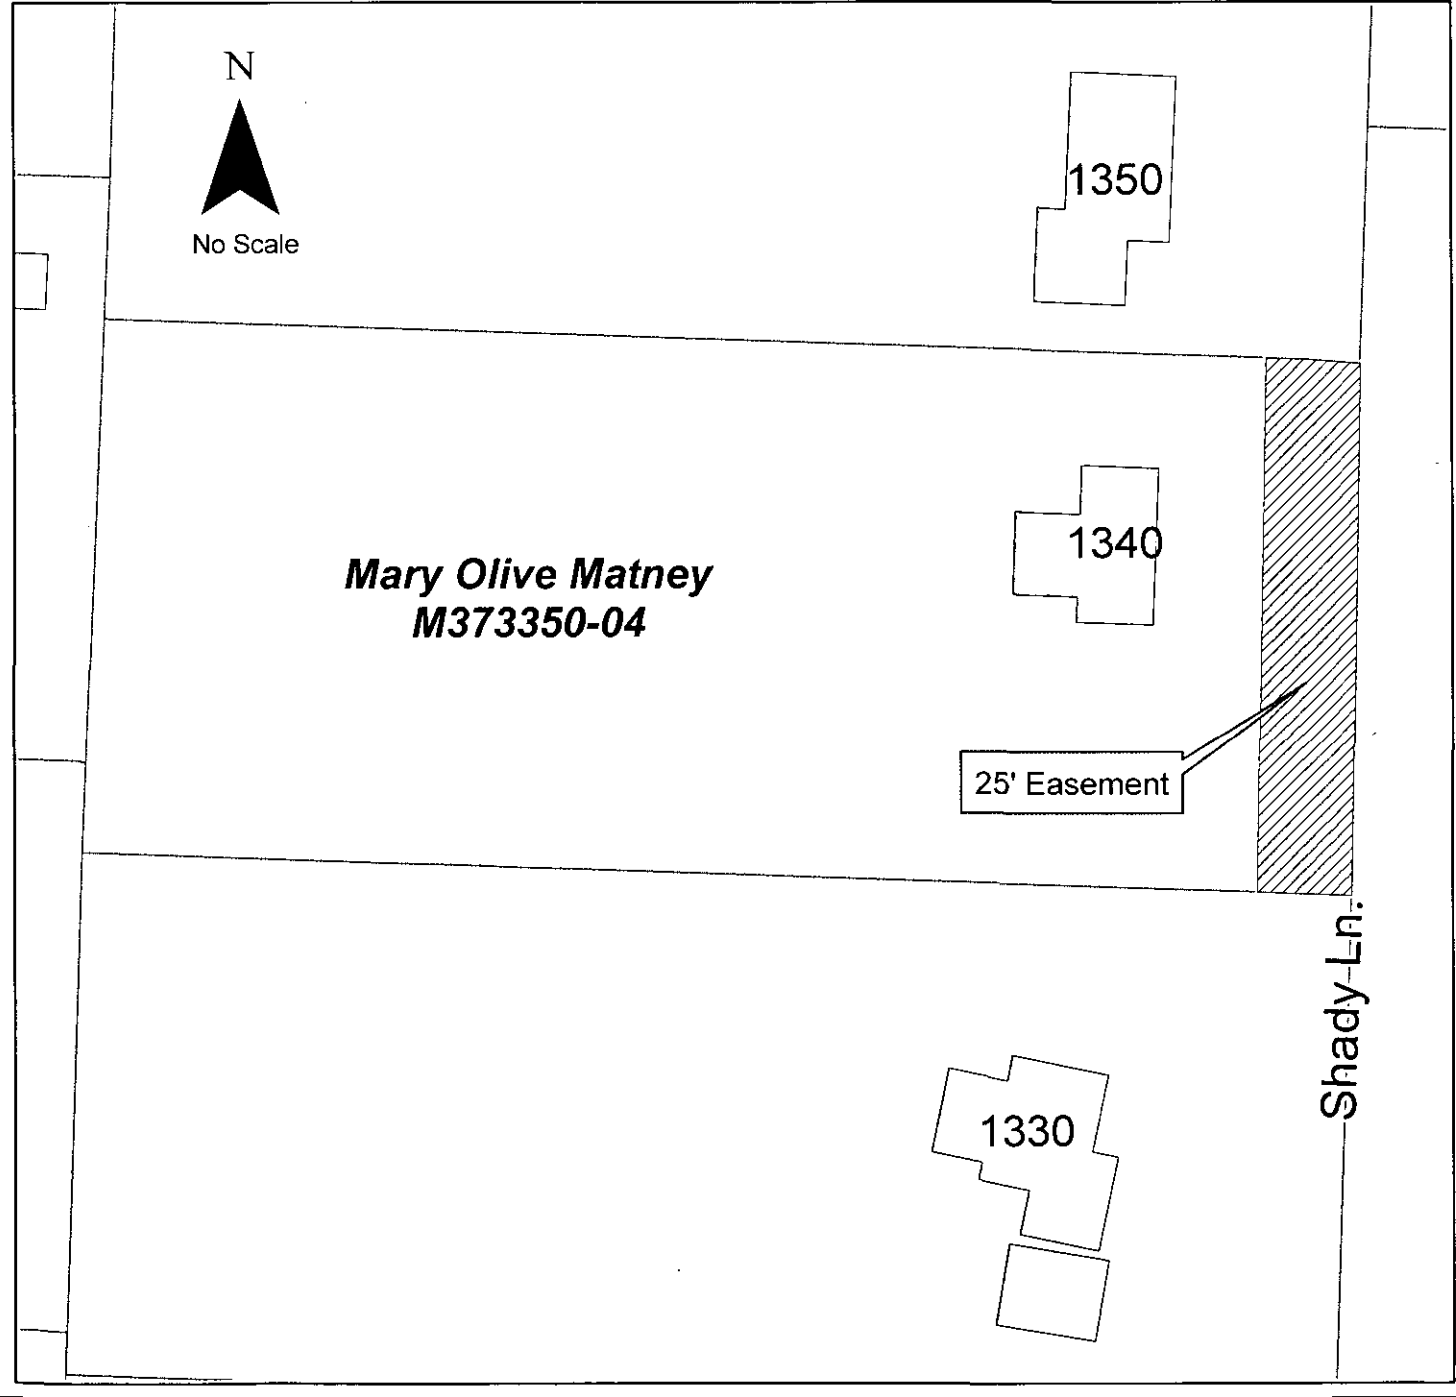 N
No Scale
1350
1340
Mary Olive Matney
M373350-04
25' Easement
Shady Ln.
1330